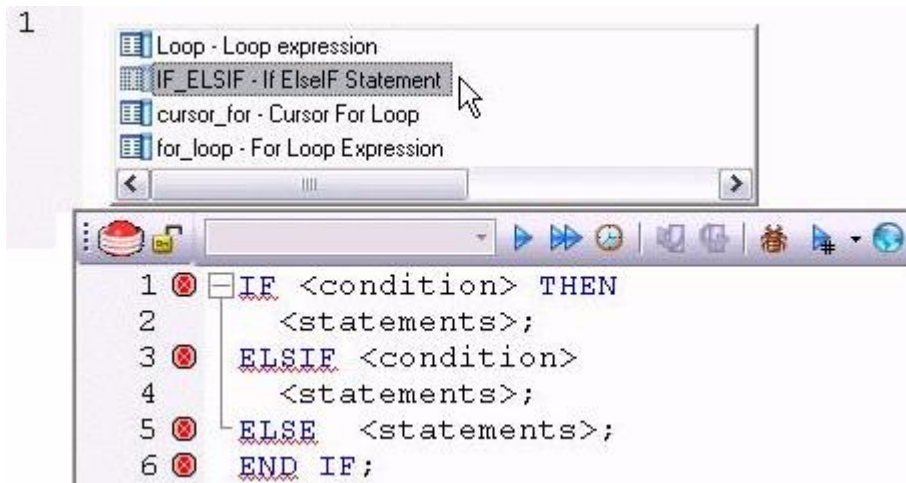 1
Loop - Loop expression
IF_ELSIF - If ElseIF Statement
cursor_for - Cursor For Loop
for_loop - For Loop Expression
1 IF <condition> THEN
2 <statements>;
3 ELSIF <condition>
4 <statements>;
5 ELSE <statements>;
6 END IF;